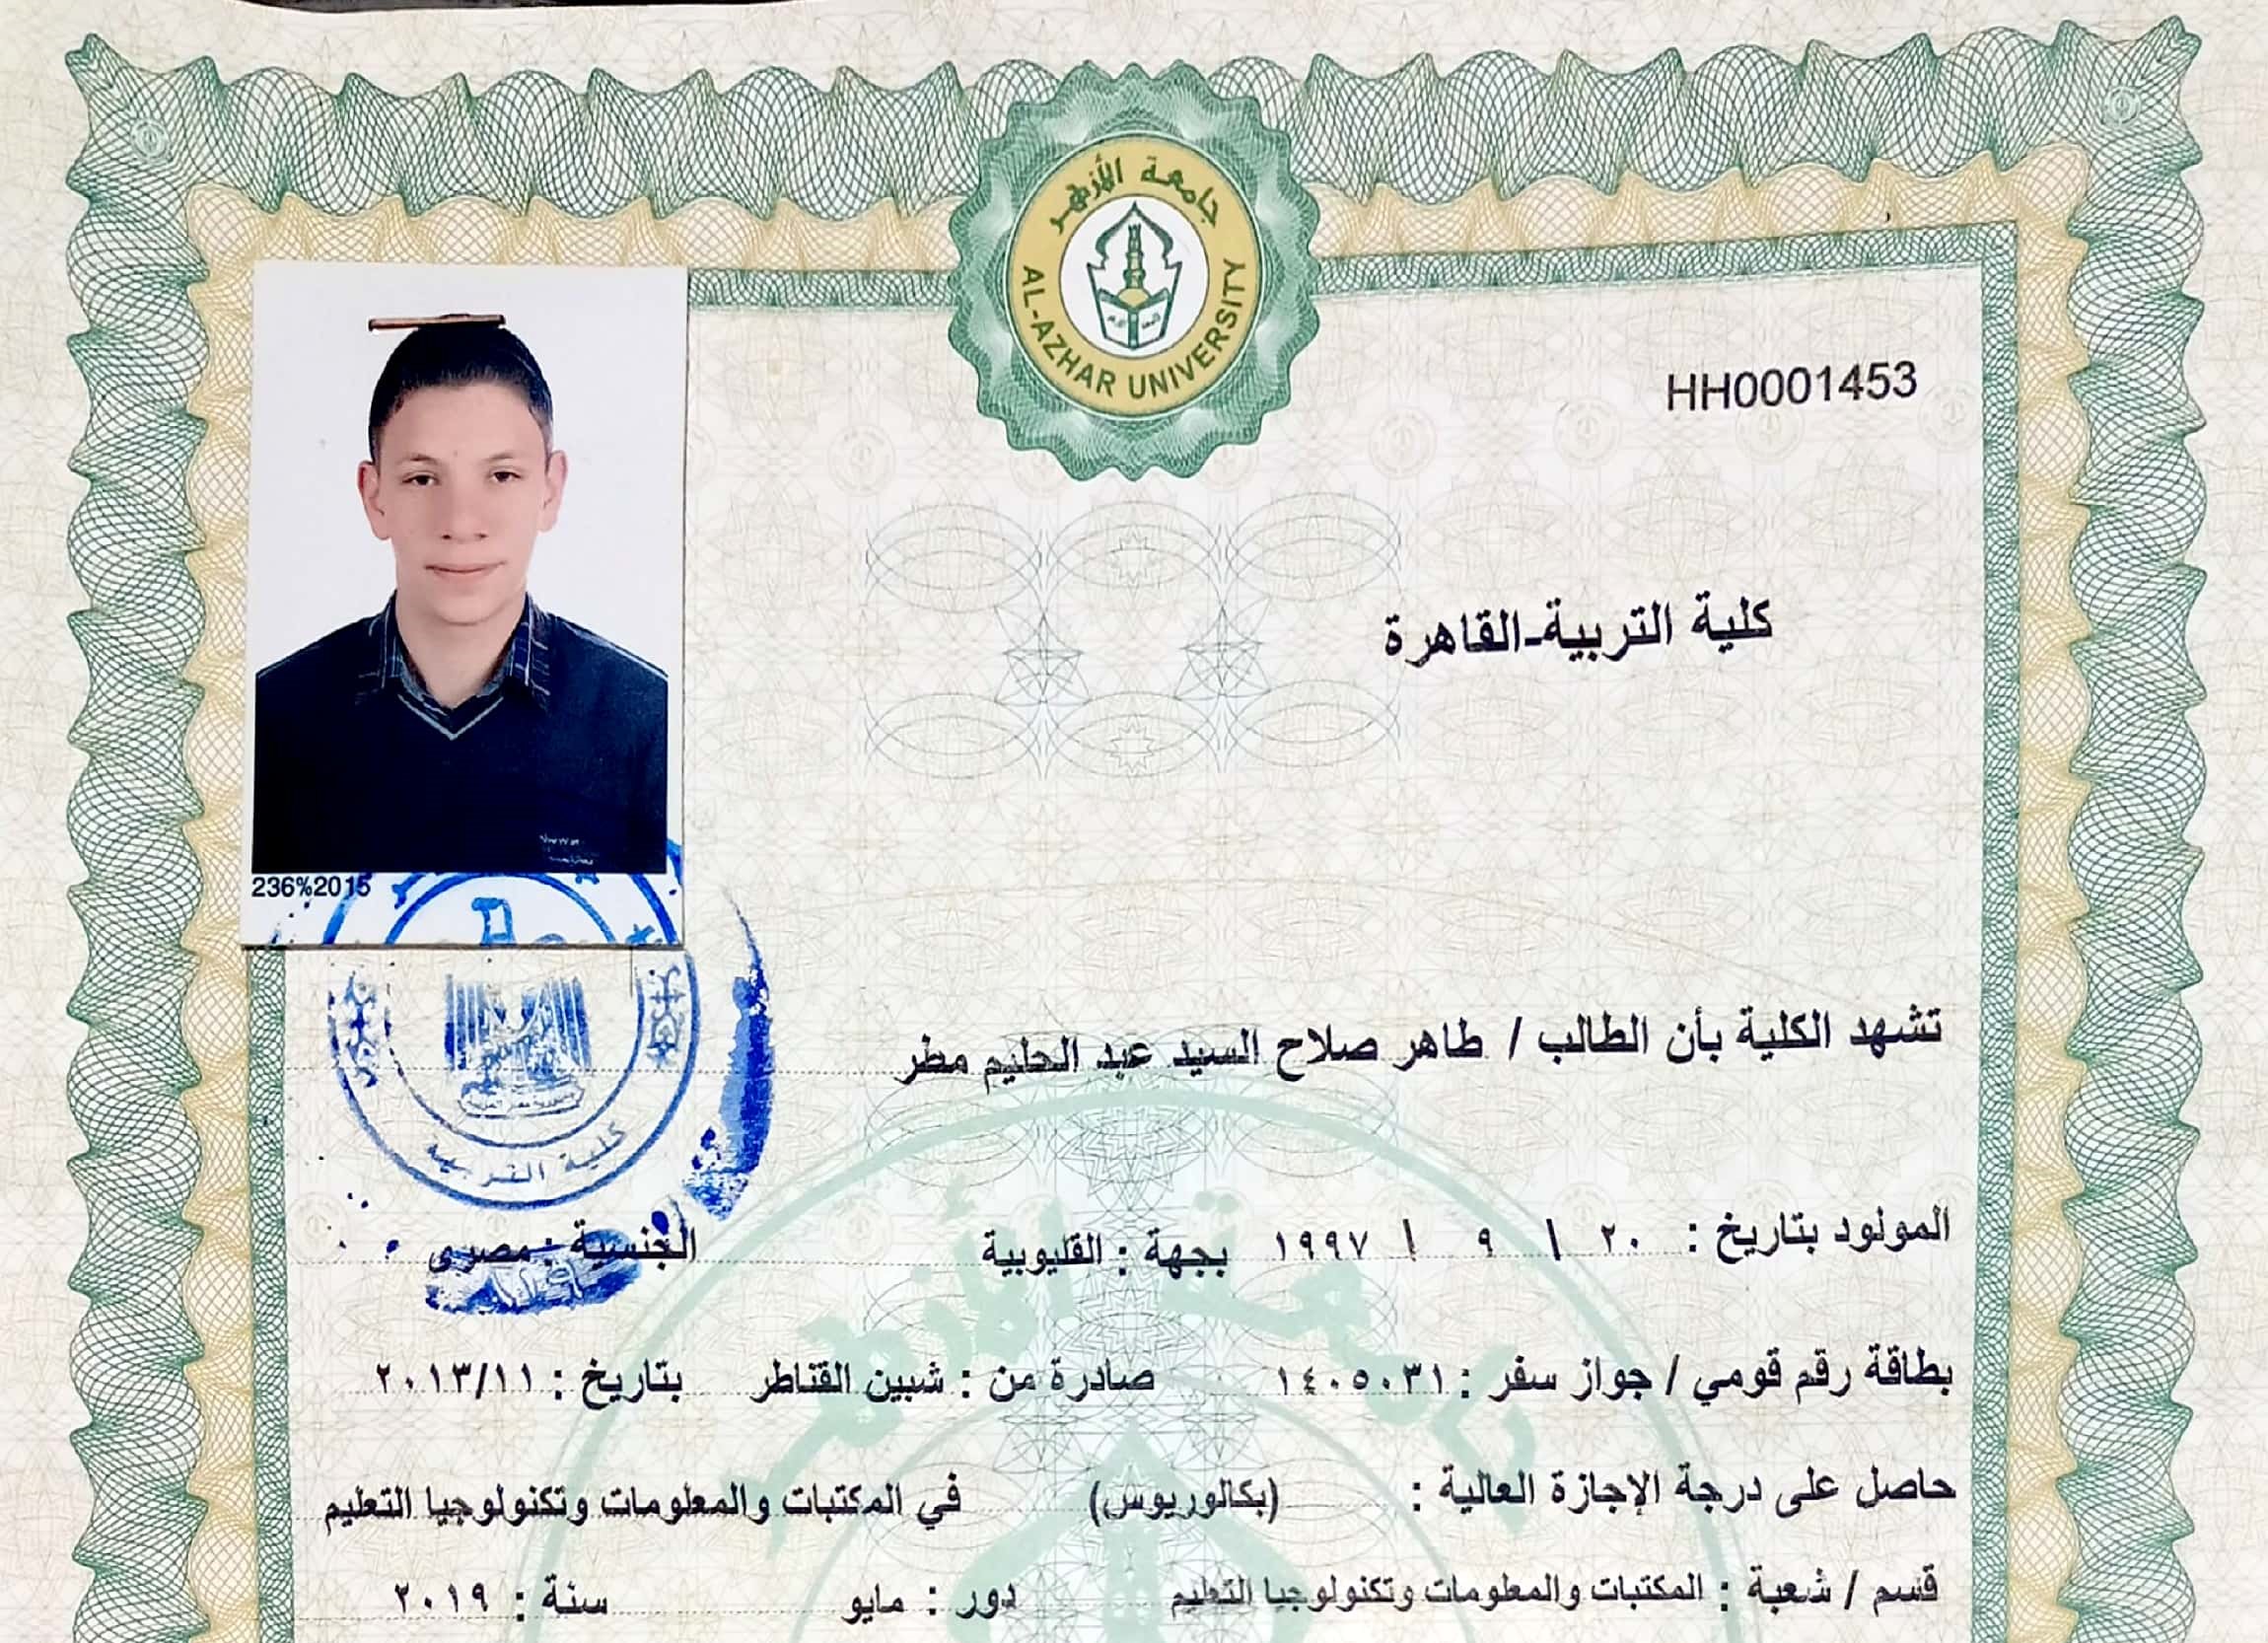 جامعة الأزهر
AL-AZHAR UNIVERSITY
HH0001453
كلية التربية-القاهرة
236%2015
تشهد الكلية بأن الطالب / طاهر صلاح السيد عبد الحليم مطر
كلية التربية
المولود بتاريخ : ٢٠ / ٩ / ١٩٩٧ بجهة : القليوبية الجنسية : مصرى
بطاقة رقم قومي / جواز سفر : ١٤٠٥٠٣١ صادرة من : شبين القناطر بتاريخ : ٢٠١٣/١١
حاصل على درجة الإجازة العالية : (بكالوريوس) في المكتبات والمعلومات وتكنولوجيا التعليم
قسم / شعبة : المكتبات والمعلومات وتكنولوجيا التعليم دور : مايو سنة : ٢٠١٩
جامعة الأزهر